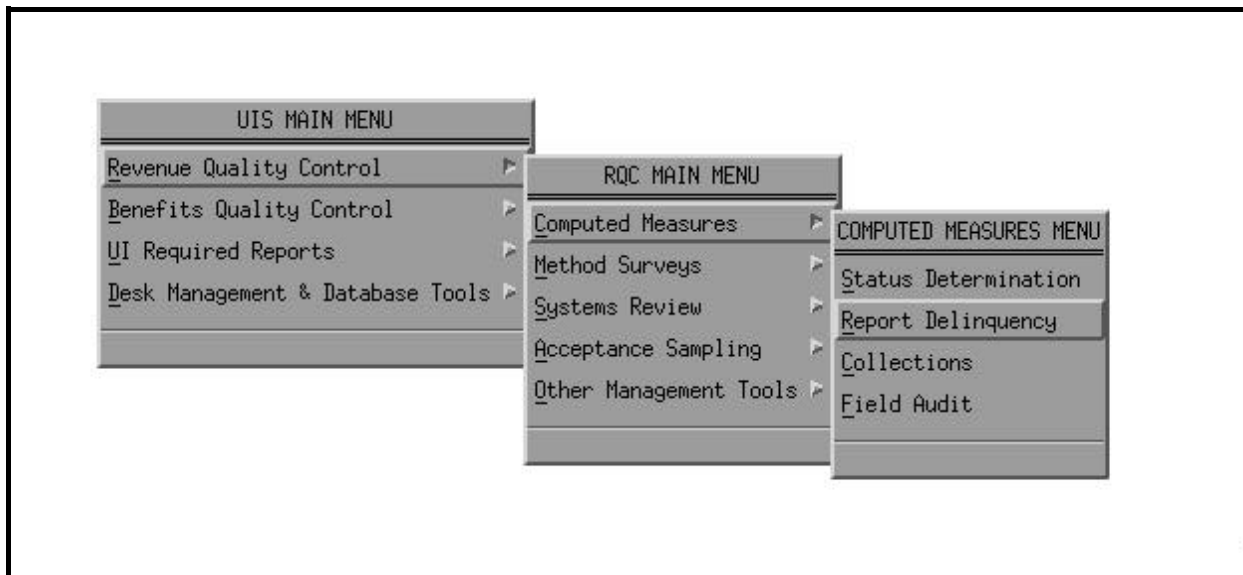 UIS MAIN MENU
Revenue Quality Control
Benefits Quality Control
UI Required Reports
Desk Management & Database Tools
RQC MAIN MENU
Computed Measures
Method Surveys
Systems Review
Acceptance Sampling
Other Management Tools
COMPUTED MEASURES MENU
Status Determination
Report Delinquency
Collections
Field Audit